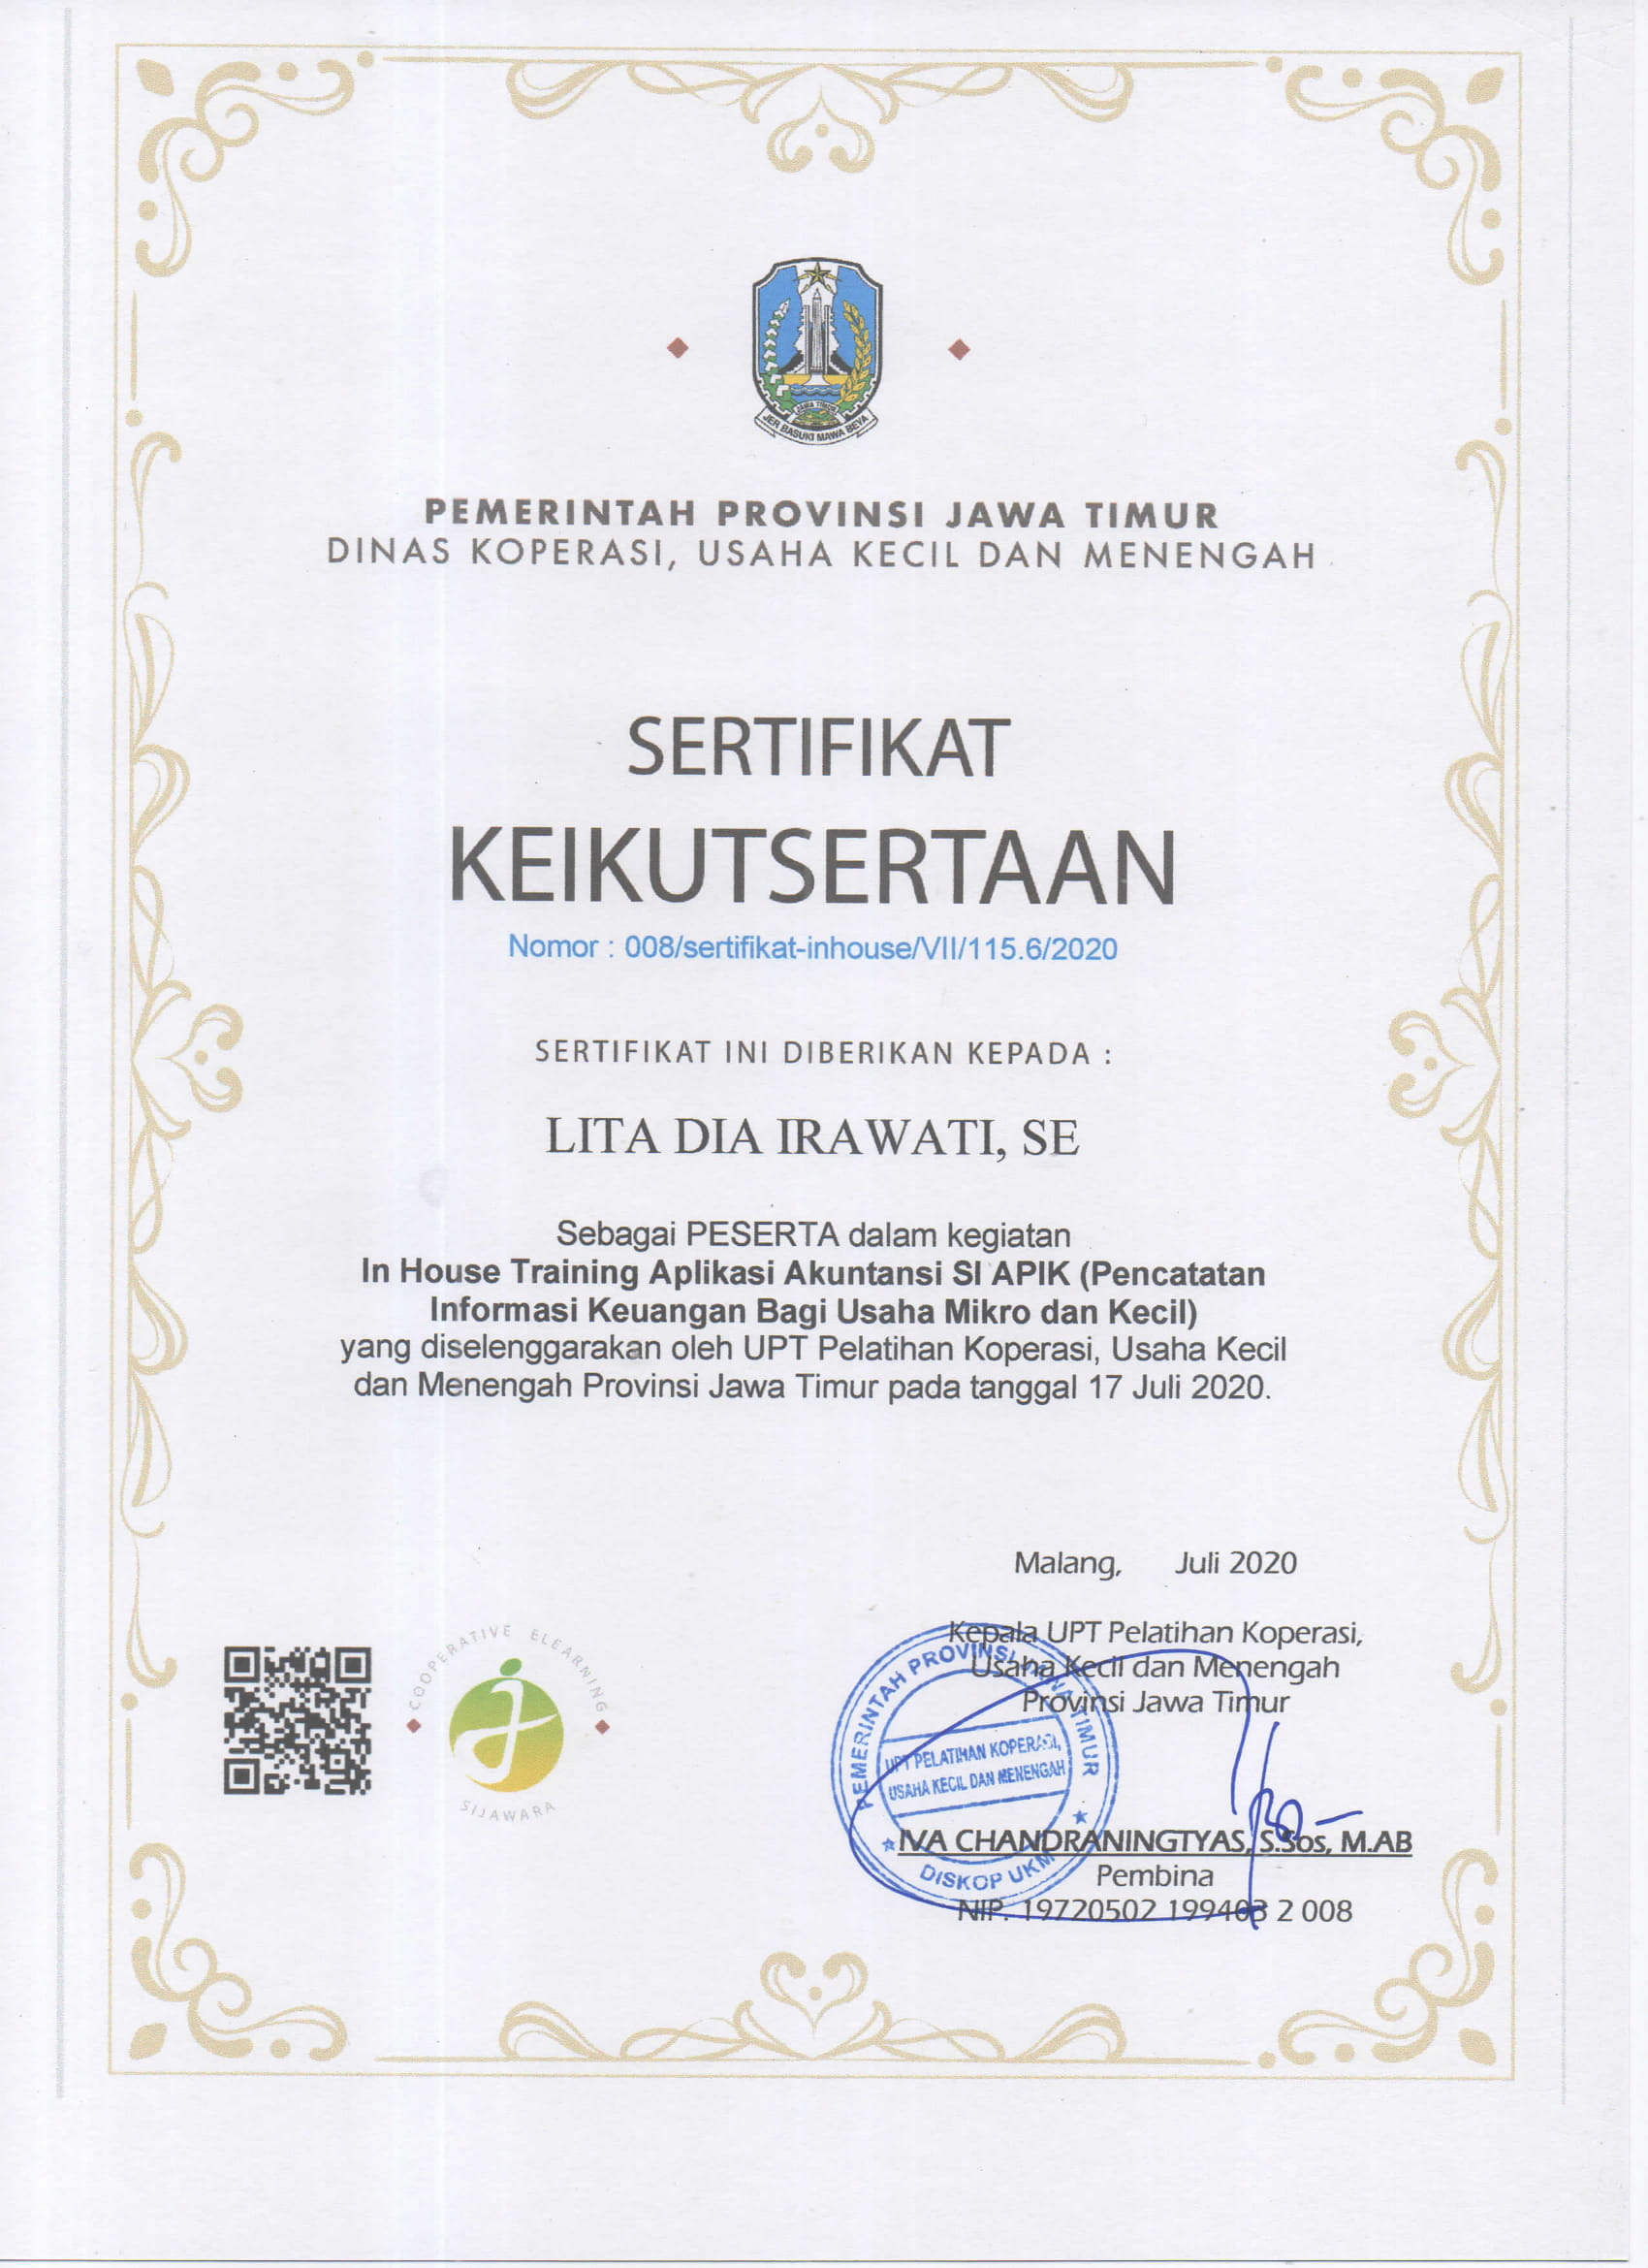 JAWA TIMUR
JER BASUKI MAWA BEYA
PEMERINTAH PROVINSI JAWA TIMUR
DINAS KOPERASI, USAHA KECIL DAN MENENGAH
SERTIFIKAT
KEIKUTSERTAAN
Nomor : 008/sertifikat-inhouse/VII/115.6/2020
SERTIFIKAT INI DIBERIKAN KEPADA :
LITA DIA IRAWATI, SE
Sebagai PESERTA dalam kegiatan
In House Training Aplikasi Akuntansi SI APIK (Pencatatan
Informasi Keuangan Bagi Usaha Mikro dan Kecil)
yang diselenggarakan oleh UPT Pelatihan Koperasi, Usaha Kecil
dan Menengah Provinsi Jawa Timur pada tanggal 17 Juli 2020.
Malang, Juli 2020
Kepala UPT Pelatihan Koperasi,
Usaha Kecil dan Menengah
Provinsi Jawa Timur
COOPERATIVE ELEARNING
SIJAWARA
PEMERINTAH PROVINSI JAWA TIMUR
UPT PELATIHAN KOPERASI,
USAHA KECIL DAN MENENGAH
DISKOP UKM
IVA CHANDRANINGTYAS, S.Sos, M.AB
Pembina
NIP. 19720502 199403 2 008